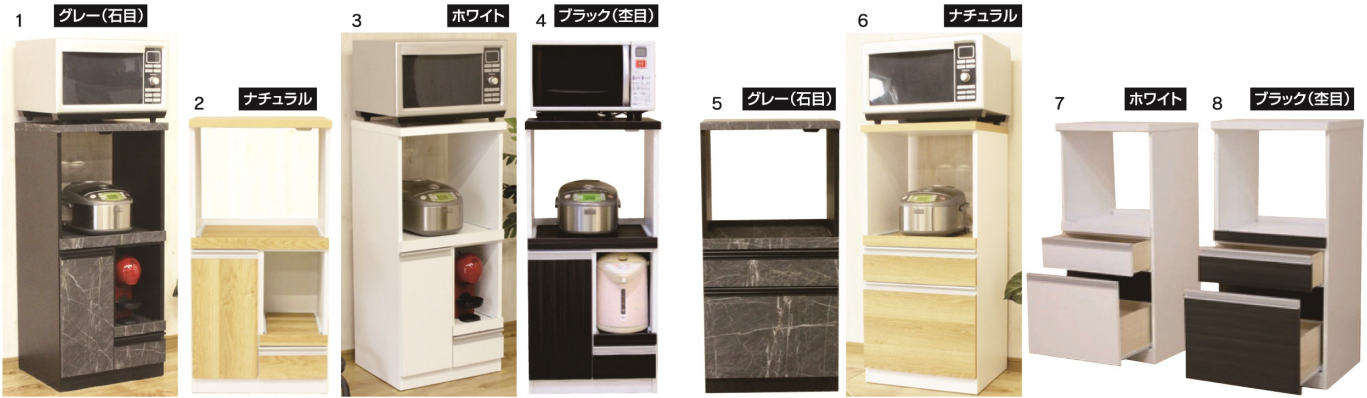 1 グレー(石目)
2 ナチュラル
3 ホワイト
4 ブラック(杢目)
5 グレー(石目)
6 ナチュラル
7 ホワイト
8 ブラック(杢目)